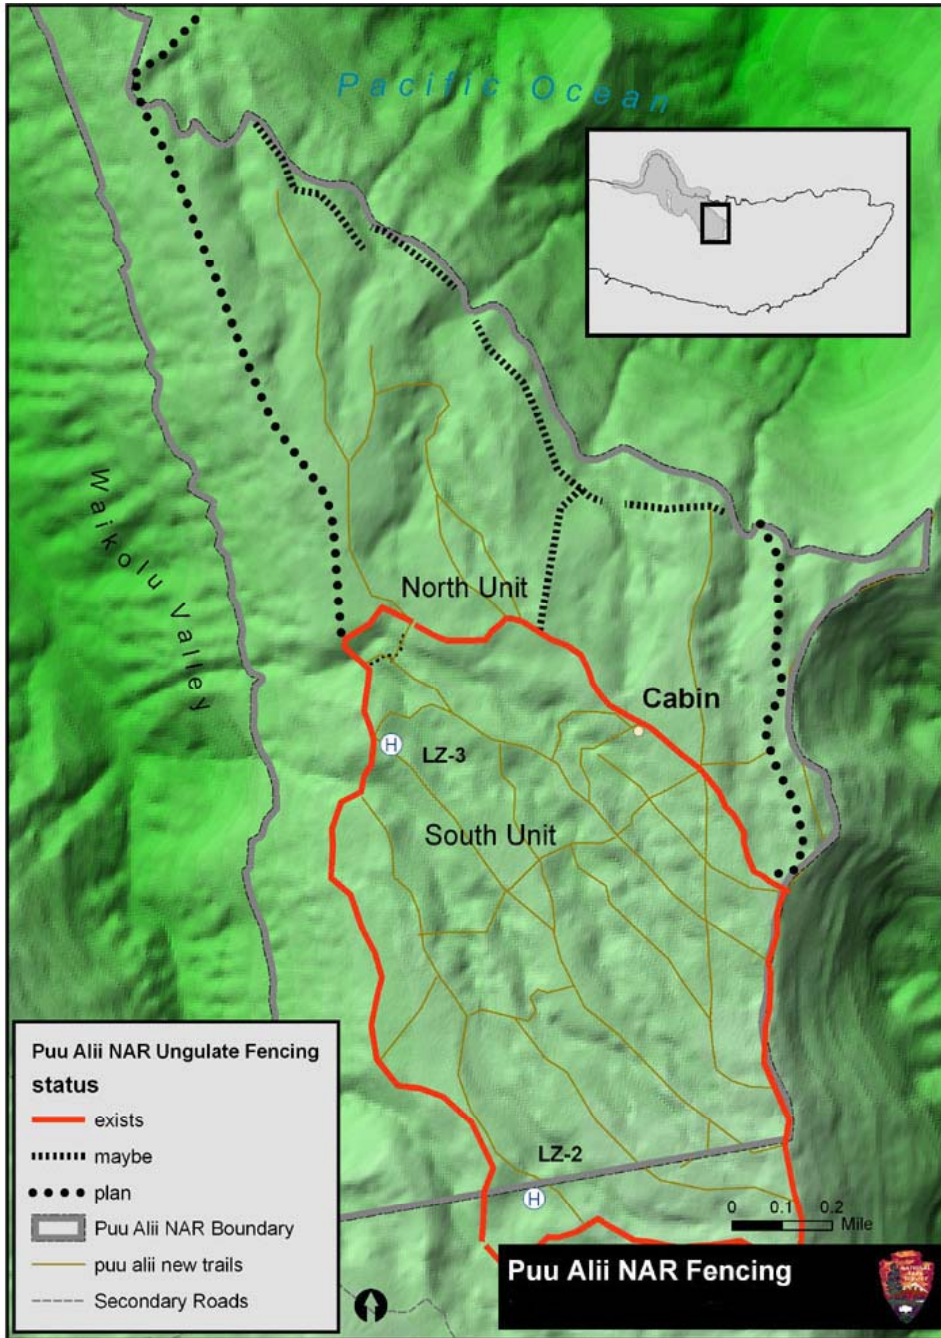 Pacific Ocean
Waikolu Valley
North Unit
Cabin
H
LZ-3
South Unit
LZ-2
H
Puu Alii NAR Ungulate Fencing
status
exists
maybe
plan
Puu Alii NAR Boundary
puu alii new trails
Secondary Roads
0 0.1 0.2
Mile
Puu Alii NAR Fencing